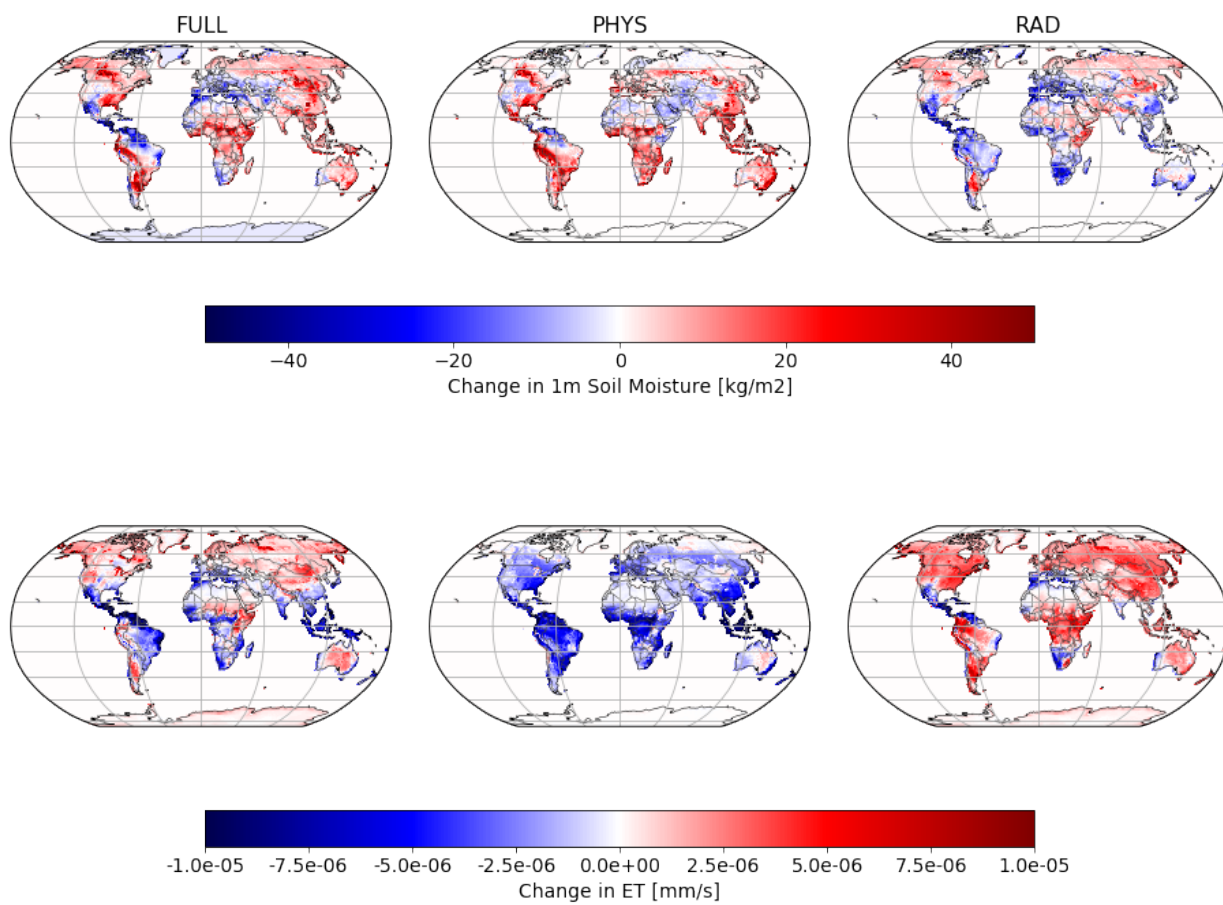 FULL PHYS RAD
−40 −20 0 20 40
Change in 1m Soil Moisture [kg/m2]
-1.0e-05 -7.5e-06 -5.0e-06 -2.5e-06 0.0e+00 2.5e-06 5.0e-06 7.5e-06 1.0e-05
Change in ET [mm/s]